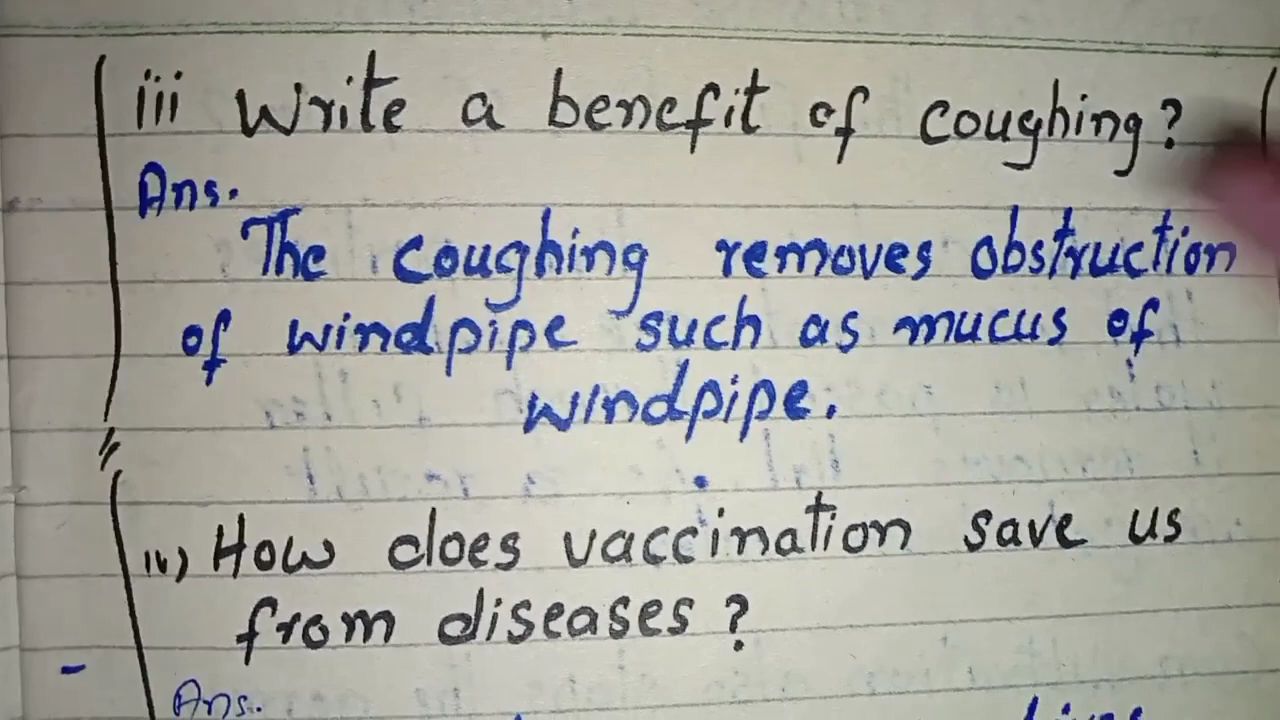 iii Write a benefit of coughing?
Ans.
The coughing removes obstruction
of windpipe such as mucus of
windpipe.
iv) How does vaccination save us
from diseases?
Ans.